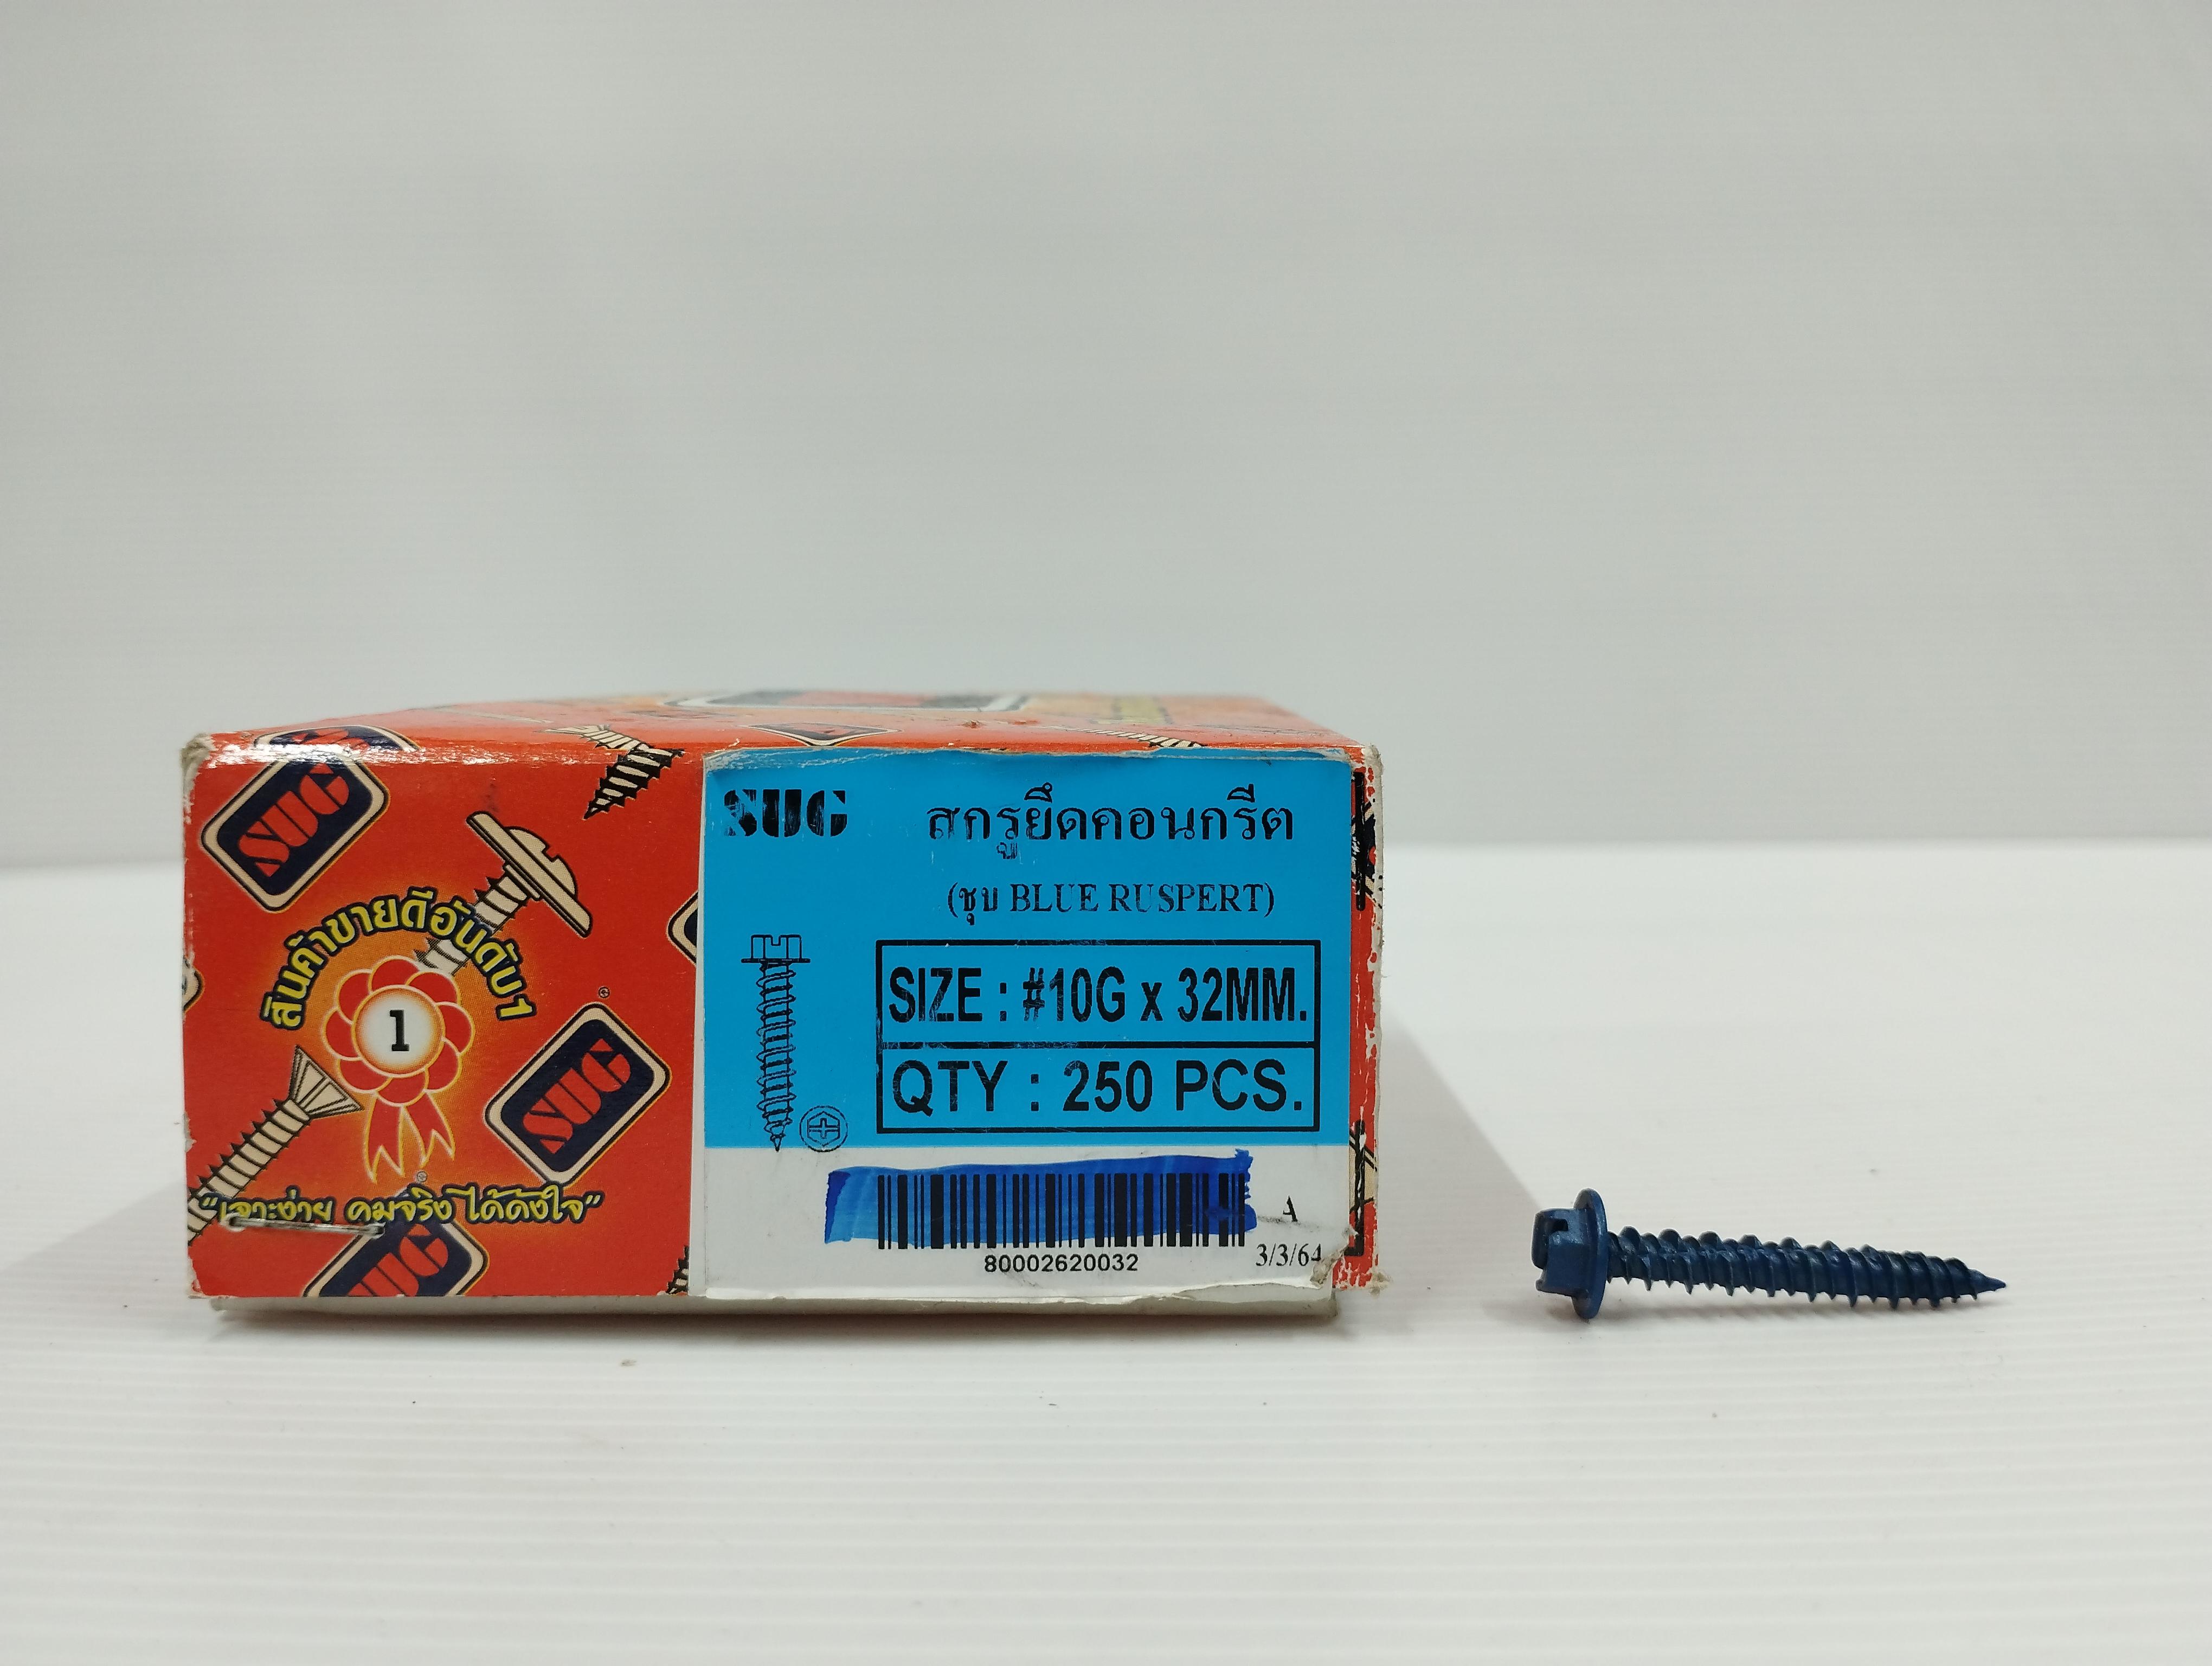 SUG
สินค้าขายดีอันดับ1
1
SUG
"เจาะง่าย คมจริง ได้ดังใจ"
SUG
SUG
สกรูยึดคอนกรีต
(ชุบ BLUE RUSPERT)
SIZE : #10G x 32MM.
QTY : 250 PCS.
A
80002620032
3/3/64